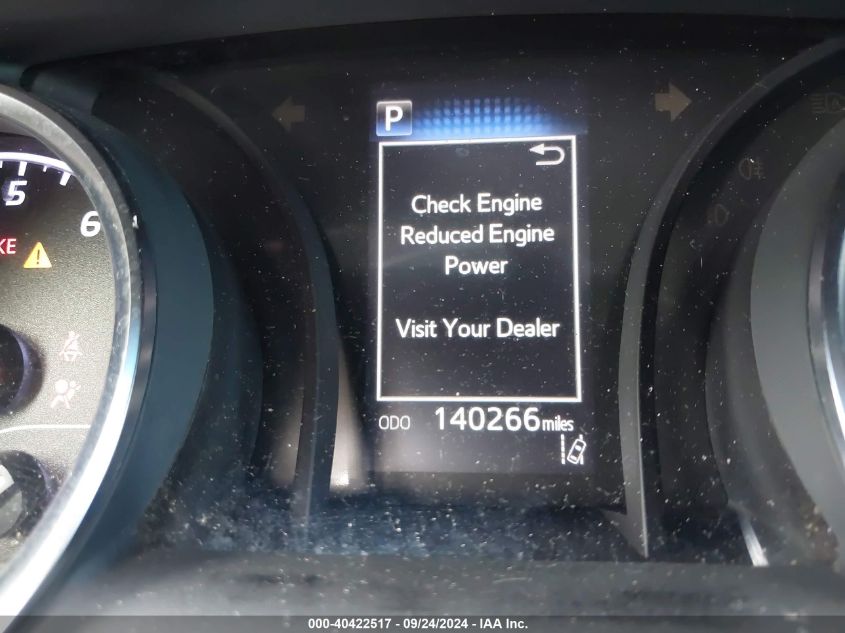 P
Check Engine
Reduced Engine
Power
Visit Your Dealer
ODO 140266 miles
5
6
KE
000-40422517 - 09/24/2024 - IAA Inc.